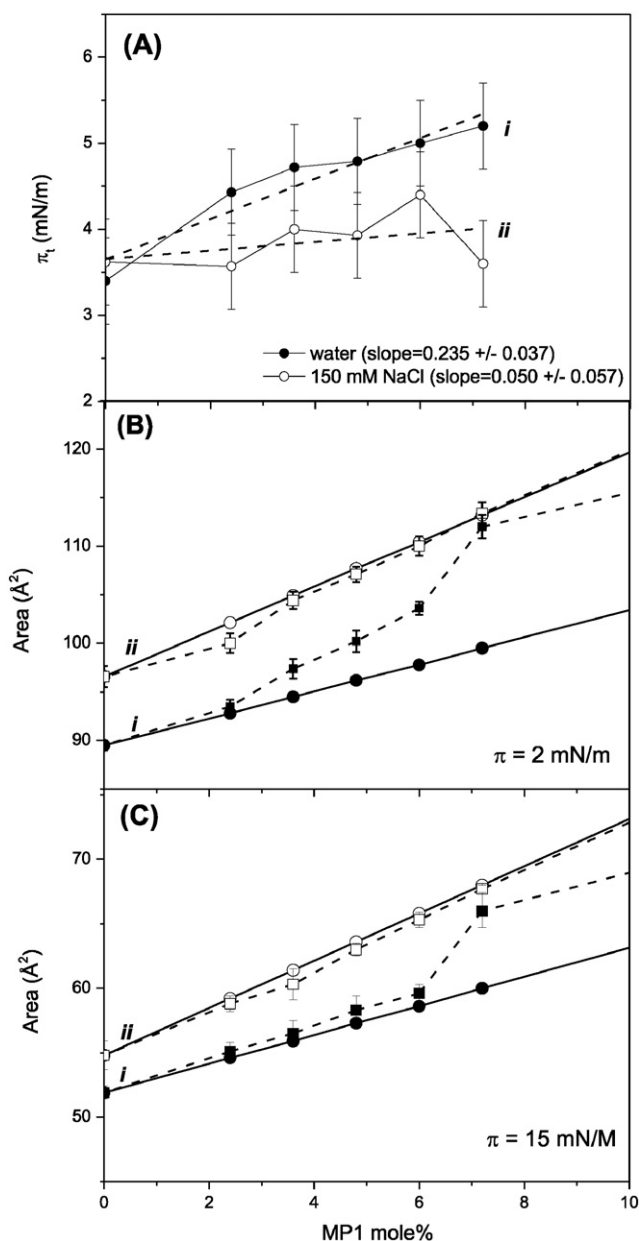 (A)
6
5
4
3
2
πt (mN/m)
i
ii
water (slope=0.235 +/- 0.037)
150 mM NaCl (slope=0.050 +/- 0.057)
(B)
120
110
100
90
Area (Å²)
ii
i
π = 2 mN/m
(C)
70
60
50
Area (Å²)
ii
i
π = 15 mN/M
0 2 4 6 8 10
MP1 mole%